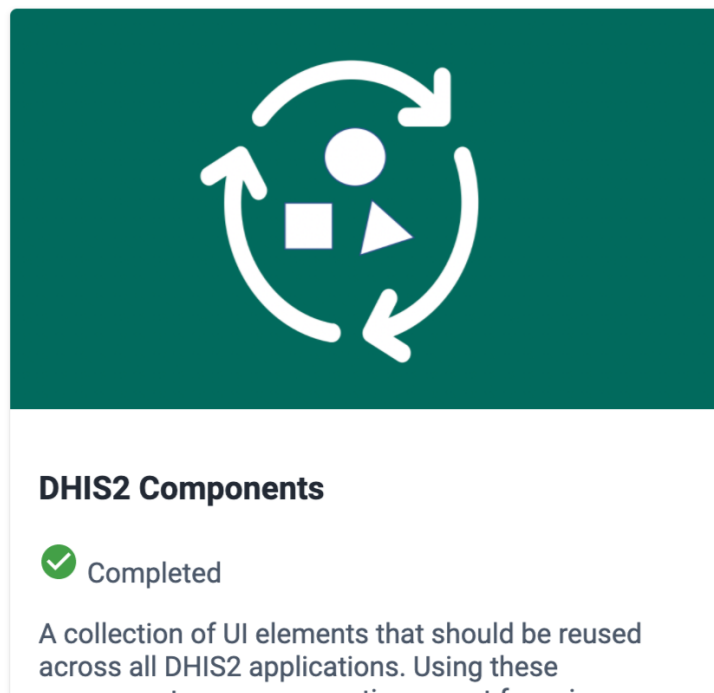 DHIS2 Components
Completed
A collection of UI elements that should be reused
across all DHIS2 applications. Using these